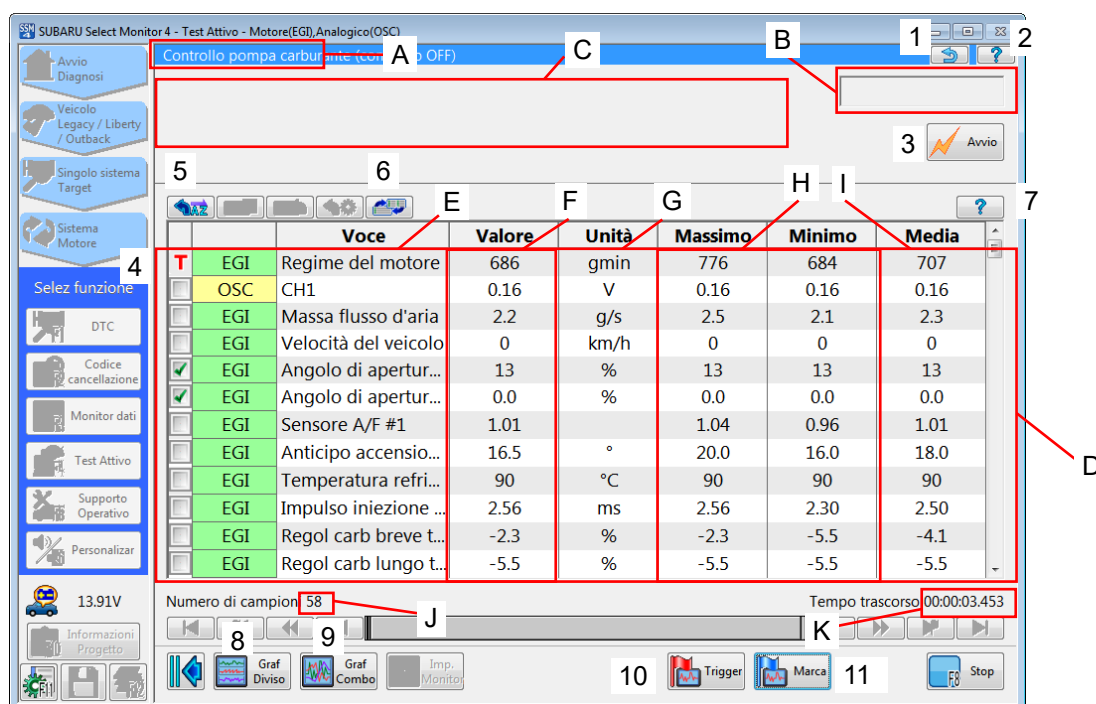 SUBARU Select Monitor 4 - Test Attivo - Motore(EGI),Analogico(OSC)
1
2
Avvio
Diagnosi
Controllo pompa carburante
OFF)
A
C
B
?
Veicolo
Legacy / Liberty
/ Outback
3
Avvio
Singolo sistema
Target
5
6
E
F
G
H
I
AZ
?
7
Sistema
Motore
4
Voce Valore Unità Massimo Minimo Media
T EGI Regime del motore 686 gmin 776 684 707
OSC CH1 0.16 V 0.16 0.16 0.16
EGI Massa flusso d'aria 2.2 g/s 2.5 2.1 2.3
EGI Velocità del veicolo 0 km/h 0 0 0
EGI Angolo di apertur... 13 % 13 13 13
EGI Angolo di apertur... 0.0 % 0.0 0.0 0.0
EGI Sensore A/F #1 1.01 1.04 0.96 1.01
EGI Anticipo accensio... 16.5 ° 20.0 16.0 18.0
EGI Temperatura refri... 90 °C 90 90 90
EGI Impulso iniezione ... 2.56 ms 2.56 2.30 2.50
EGI Regol carb breve t... -2.3 % -2.3 -5.5 -4.1
EGI Regol carb lungo t... -5.5 % -5.5 -5.5 -5.5
D
Selez funzione
DTC
Codice
cancellazione
Monitor dati
Test Attivo
Supporto
Operativo
Personalizar
13.91V
Informazioni
Progetto
F11
F12
Numero di campion 58
J
Tempo trascorso 00:00:03.453
K
8
9
Graf
Diviso
Graf
Combo
Imp.
Monitor
10
Trigger
Marca
11
F8
Stop